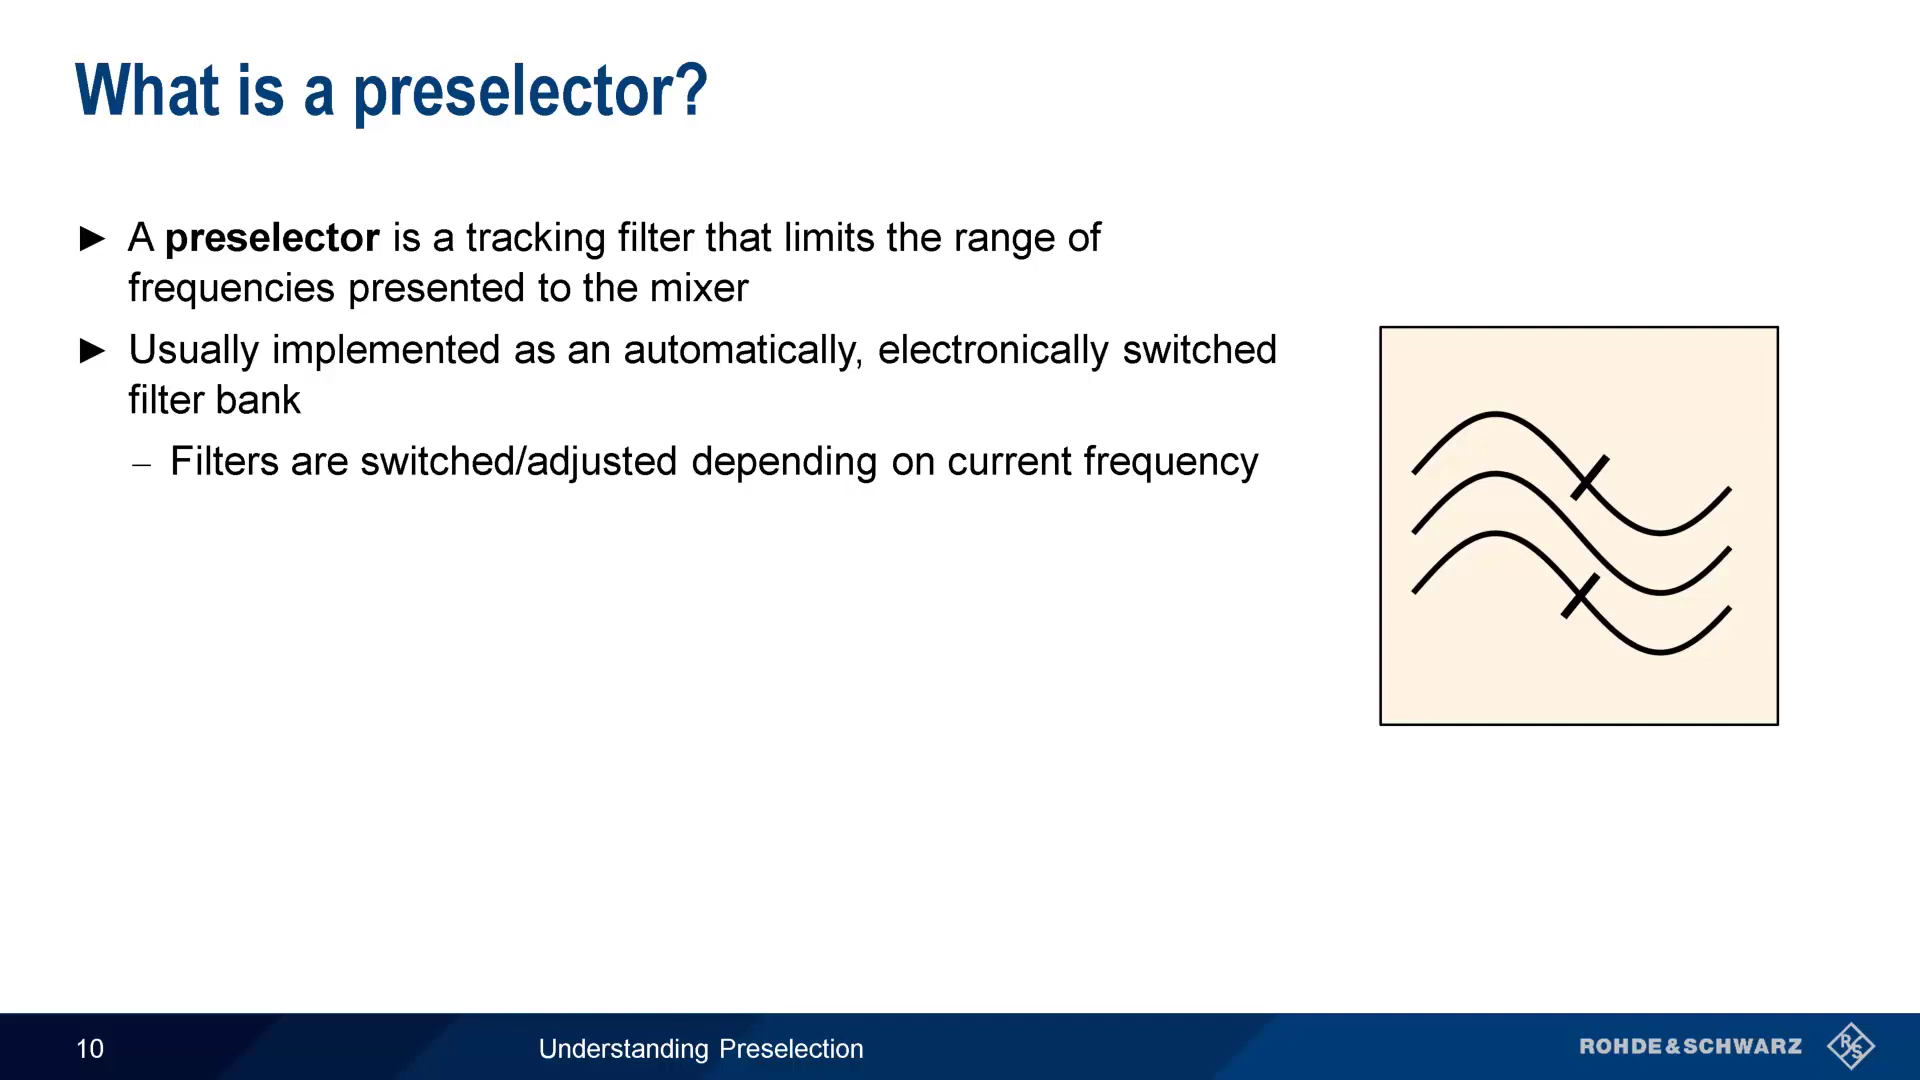 What is a preselector?
► A preselector is a tracking filter that limits the range of
frequencies presented to the mixer
► Usually implemented as an automatically, electronically switched
filter bank
– Filters are switched/adjusted depending on current frequency
10
Understanding Preselection
ROHDE&SCHWARZ
R
S